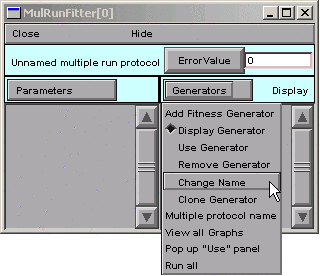 MulRunFitter[0]
Close Hide
Unnamed multiple run protocol ErrorValue 0
Parameters Generators Display
Add Fitness Generator
Display Generator
Use Generator
Remove Generator
Change Name
Clone Generator
Multiple protocol name
View all Graphs
Pop up "Use" panel
Run all